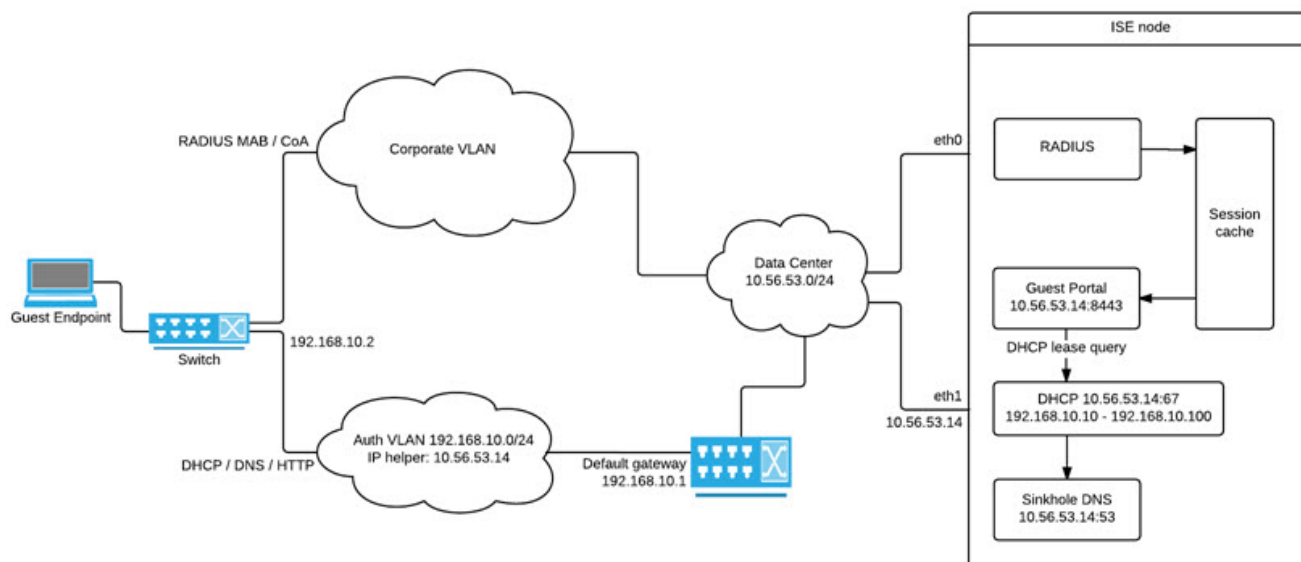 ISE node
RADIUS MAB / CoA
Corporate VLAN
eth0
RADIUS
Session
cache
Data Center
10.56.53.0/24
Guest Portal
10.56.53.14:8443
Guest Endpoint
192.168.10.2
Switch
DHCP lease query
eth1
10.56.53.14
DHCP 10.56.53.14:67
192.168.10.10 - 192.168.10.100
Auth VLAN 192.168.10.0/24
IP helper: 10.56.53.14
DHCP / DNS / HTTP
Default gateway
192.168.10.1
Sinkhole DNS
10.56.53.14:53